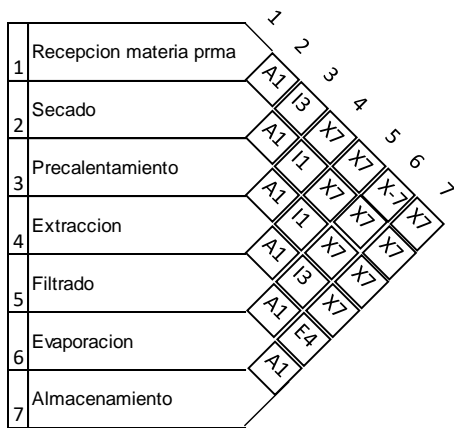 1 2 3 4 5 6 7
1 Recepcion materia prma
A1 I3 X7 X7 X-7 X7
2 Secado
A1 I1 X7 X7 X7
3 Precalentamiento
A1 I1 X7 X7
4 Extraccion
A1 I3 X7
5 Filtrado
A1 E4
6 Evaporacion
A1
7 Almacenamiento